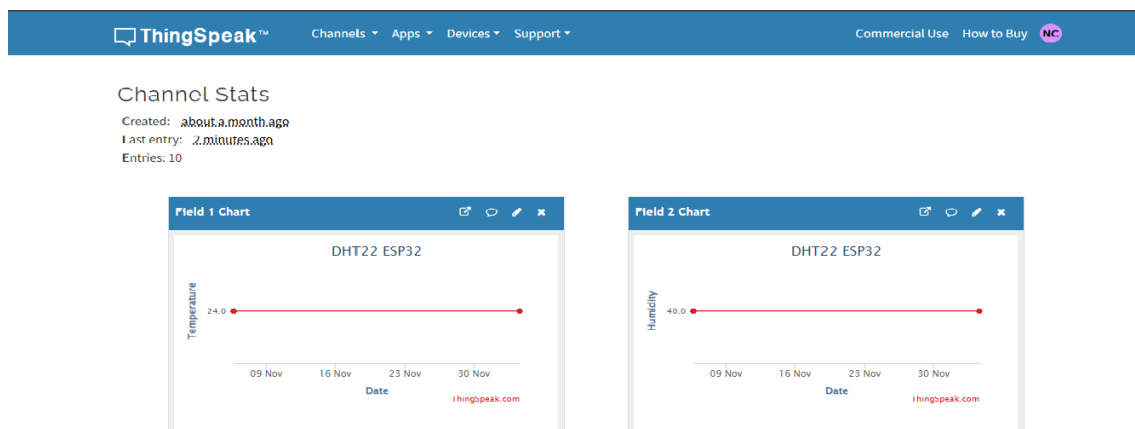 ThingSpeak™ Channels Apps Devices Support Commercial Use How to Buy NC
Channel Stats
Created: about a month ago
Last entry: 2 minutes ago
Entries: 10
Field 1 Chart
DHT22 ESP32
Temperature
24.0
09 Nov 16 Nov 23 Nov 30 Nov
Date
ThingSpeak.com
Field 2 Chart
DHT22 ESP32
Humidity
40.0
09 Nov 16 Nov 23 Nov 30 Nov
Date
ThingSpeak.com